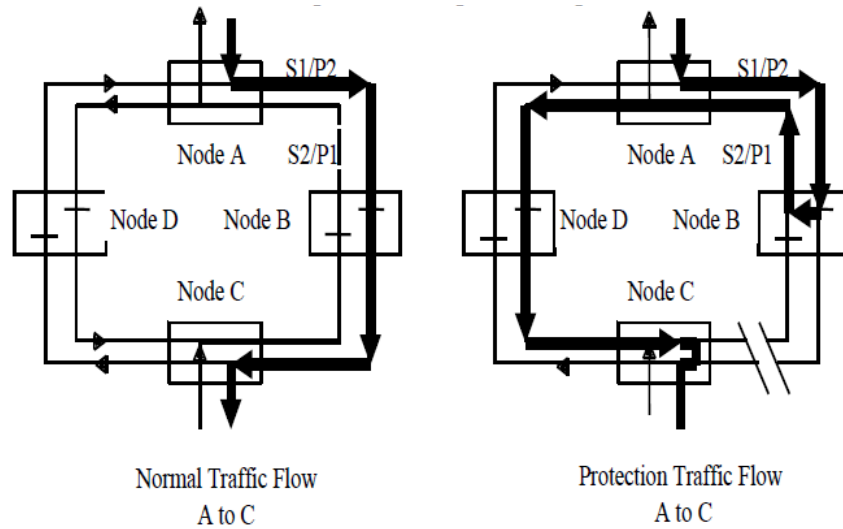 S1/P2
Node A
S2/P1
Node D
Node B
Node C
Normal Traffic Flow
A to C
S1/P2
Node A
S2/P1
Node D
Node B
Node C
Protection Traffic Flow
A to C